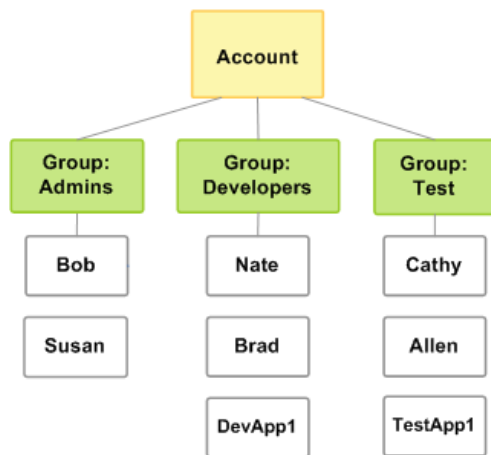 Account
Group:
Admins
Group:
Developers
Group:
Test
Bob
Nate
Cathy
Susan
Brad
Allen
DevApp1
TestApp1